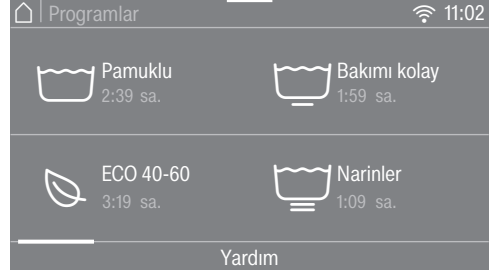 Programlar 11:02
Pamuklu
2:39 sa.
Bakımı kolay
1:59 sa.
ECO 40-60
3:19 sa.
Narinler
1:09 sa.
Yardım